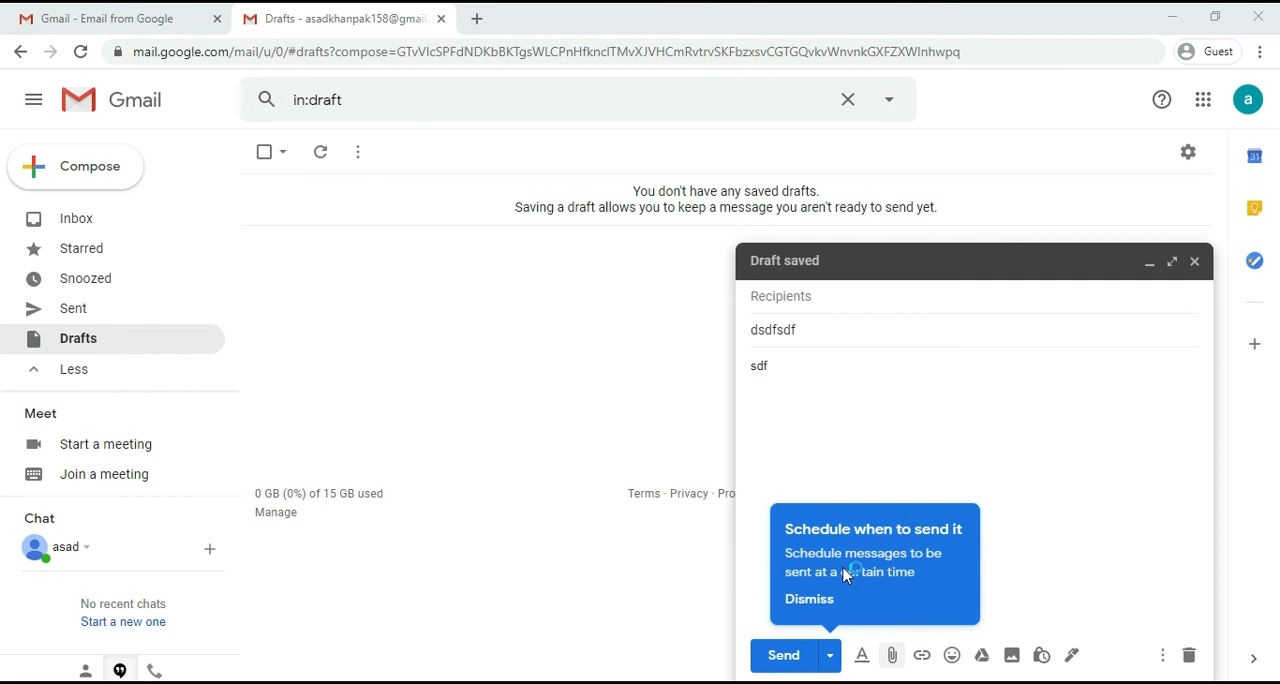 Gmail - Email from Google
Drafts - asadkhanpak158@gmail.
mail.google.com/mail/u/0/#drafts?compose=GTvVlcSPFdNDKbBKTgsWLCPnHfknclTMvXJVHCmRvtrvSKFbzxsvCGTGQvkvWnvnkGXFZXWlnhwpq
Guest
Gmail
in:draft
a
Compose
You don't have any saved drafts.
Saving a draft allows you to keep a message you aren't ready to send yet.
31
Inbox
Starred
Snoozed
Sent
Drafts
Less
Meet
Start a meeting
Join a meeting
Chat
asad
No recent chats
Start a new one
0 GB (0%) of 15 GB used
Manage
Terms · Privacy · Pro
Draft saved
Recipients
dsdfsdf
sdf
Schedule when to send it
Schedule messages to be
sent at a certain time
Dismiss
Send